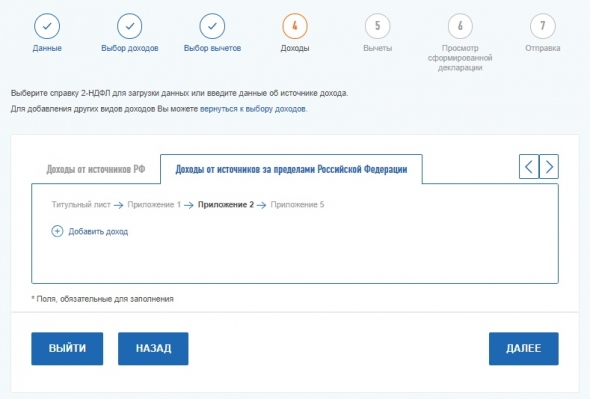 4 5 6 7
Данные Выбор доходов Выбор вычетов Доходы Вычеты Просмотр сформированной декларации Отправка
Выберите справку 2-НДФЛ для загрузки данных или введите данные об источнике дохода.
Для добавления других видов доходов Вы можете вернуться к выбору доходов.
Доходы от источников РФ Доходы от источников за пределами Российской Федерации
Титульный лист → Приложение 1 → Приложение 2 → Приложение 5
Добавить доход
* Поля, обязательные для заполнения
ВЫЙТИ НАЗАД ДАЛЕЕ